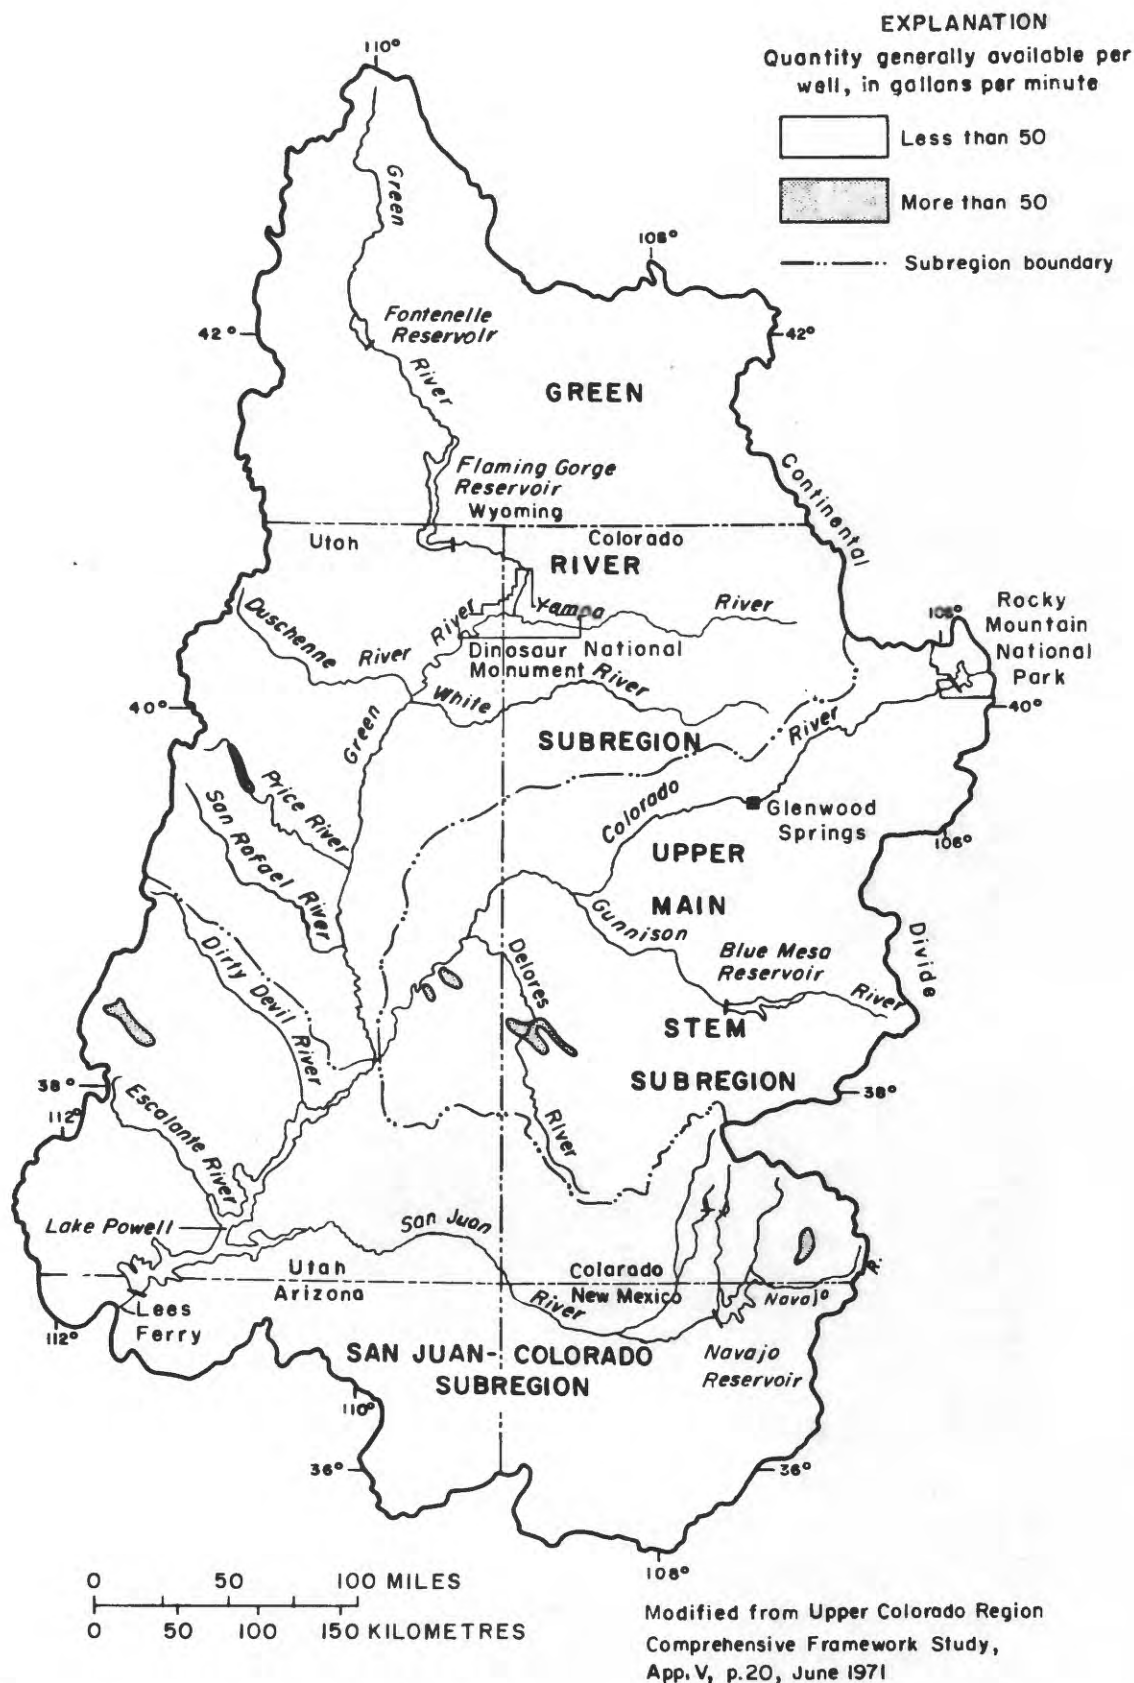 EXPLANATION
Quantity generally available per
well, in gallons per minute
Less than 50
More than 50
Subregion boundary
110°
Green
108°
Fontenelle
Reservoir
42°
42°
River
GREEN
Continental
Flaming Gorge
Reservoir
Wyoming
Utah
Colorado
RIVER
Duschenne
River
River
Yampa
River
106°
Rocky
Mountain
National
Park
Dinosaur National
Monument
White
River
40°
40°
Green
SUBREGION
River
Price River
San Rafael River
Colorado
Glenwood
Springs
UPPER
106°
MAIN
Gunnison
Dirty Devil River
Delores
Blue Mesa
Reservoir
River
Divide
STEM
SUBREGION
38°
38°
112°
Escalante River
River
Lake Powell
San Juan
Utah
Arizona
Colarado
New Mexico
River
Navajo
R.
Lees
Ferry
112°
SAN JUAN- COLORADO
SUBREGION
Navajo
Reservoir
110°
36°
36°
108°
0 50 100 MILES
0 50 100 150 KILOMETRES
Modified from Upper Colorado Region
Comprehensive Framework Study,
App. V, p.20, June 1971